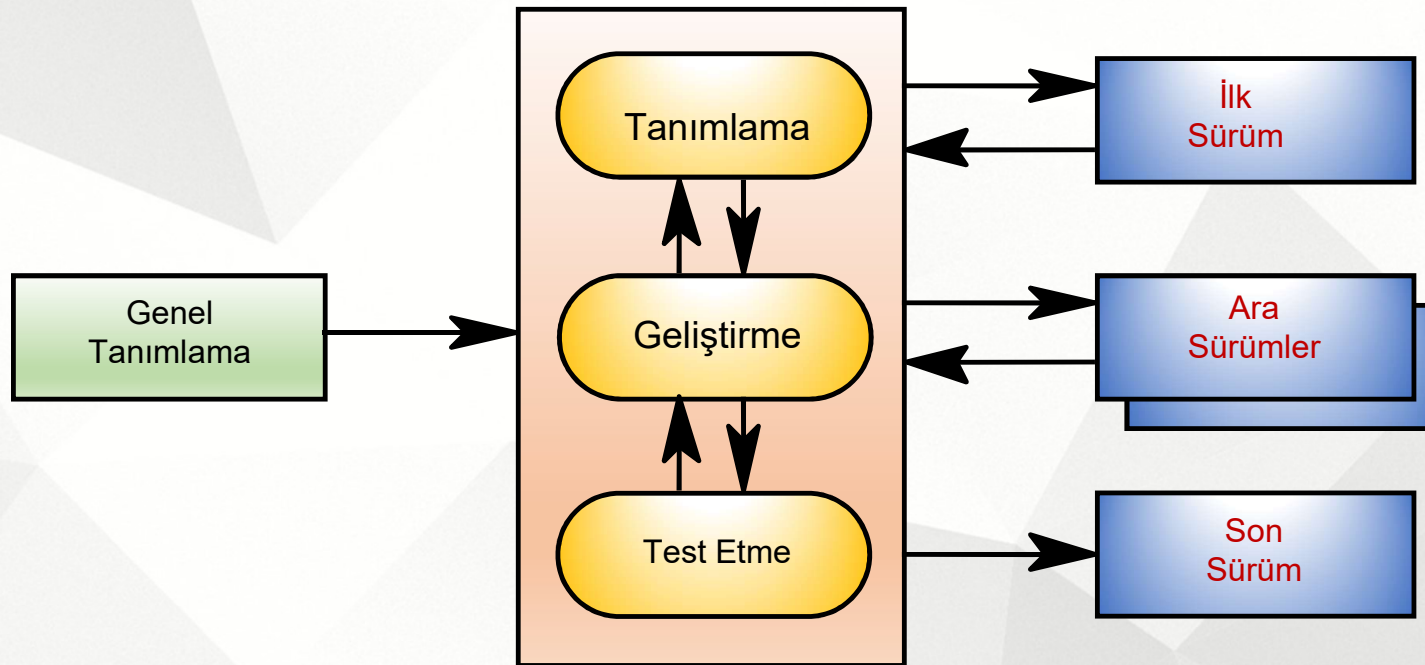 Genel
Tanımlama
Tanımlama
Geliştirme
Test Etme
İlk
Sürüm
Ara
Sürümler
Son
Sürüm